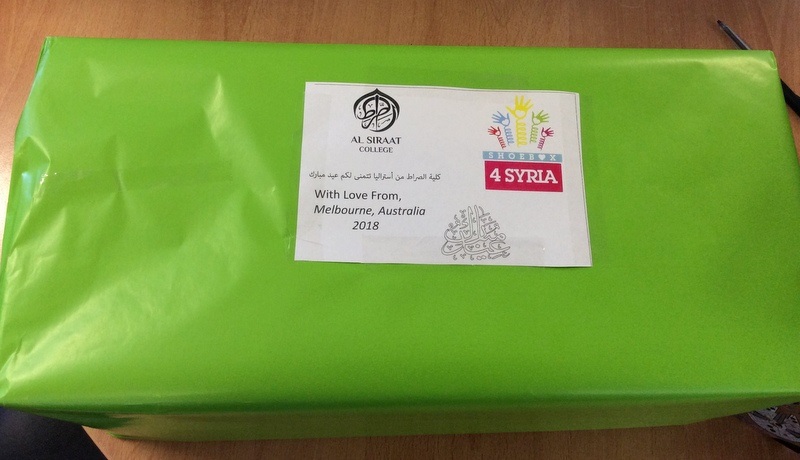 AL SIRAAT
COLLEGE
SHOEBOX
4 SYRIA
كلية الصراط من أستراليا تتمنى لكم عيد مبارك
With Love From,
Melbourne, Australia
2018